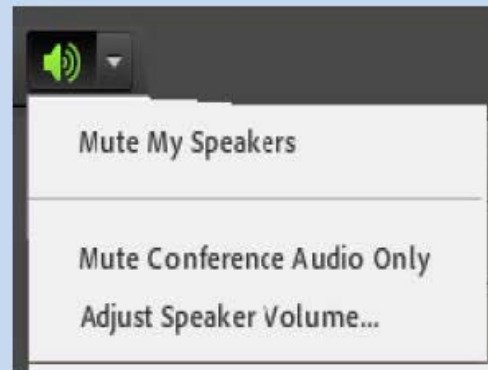 Mute My Speakers
Mute Conference Audio Only
Adjust Speaker Volume...